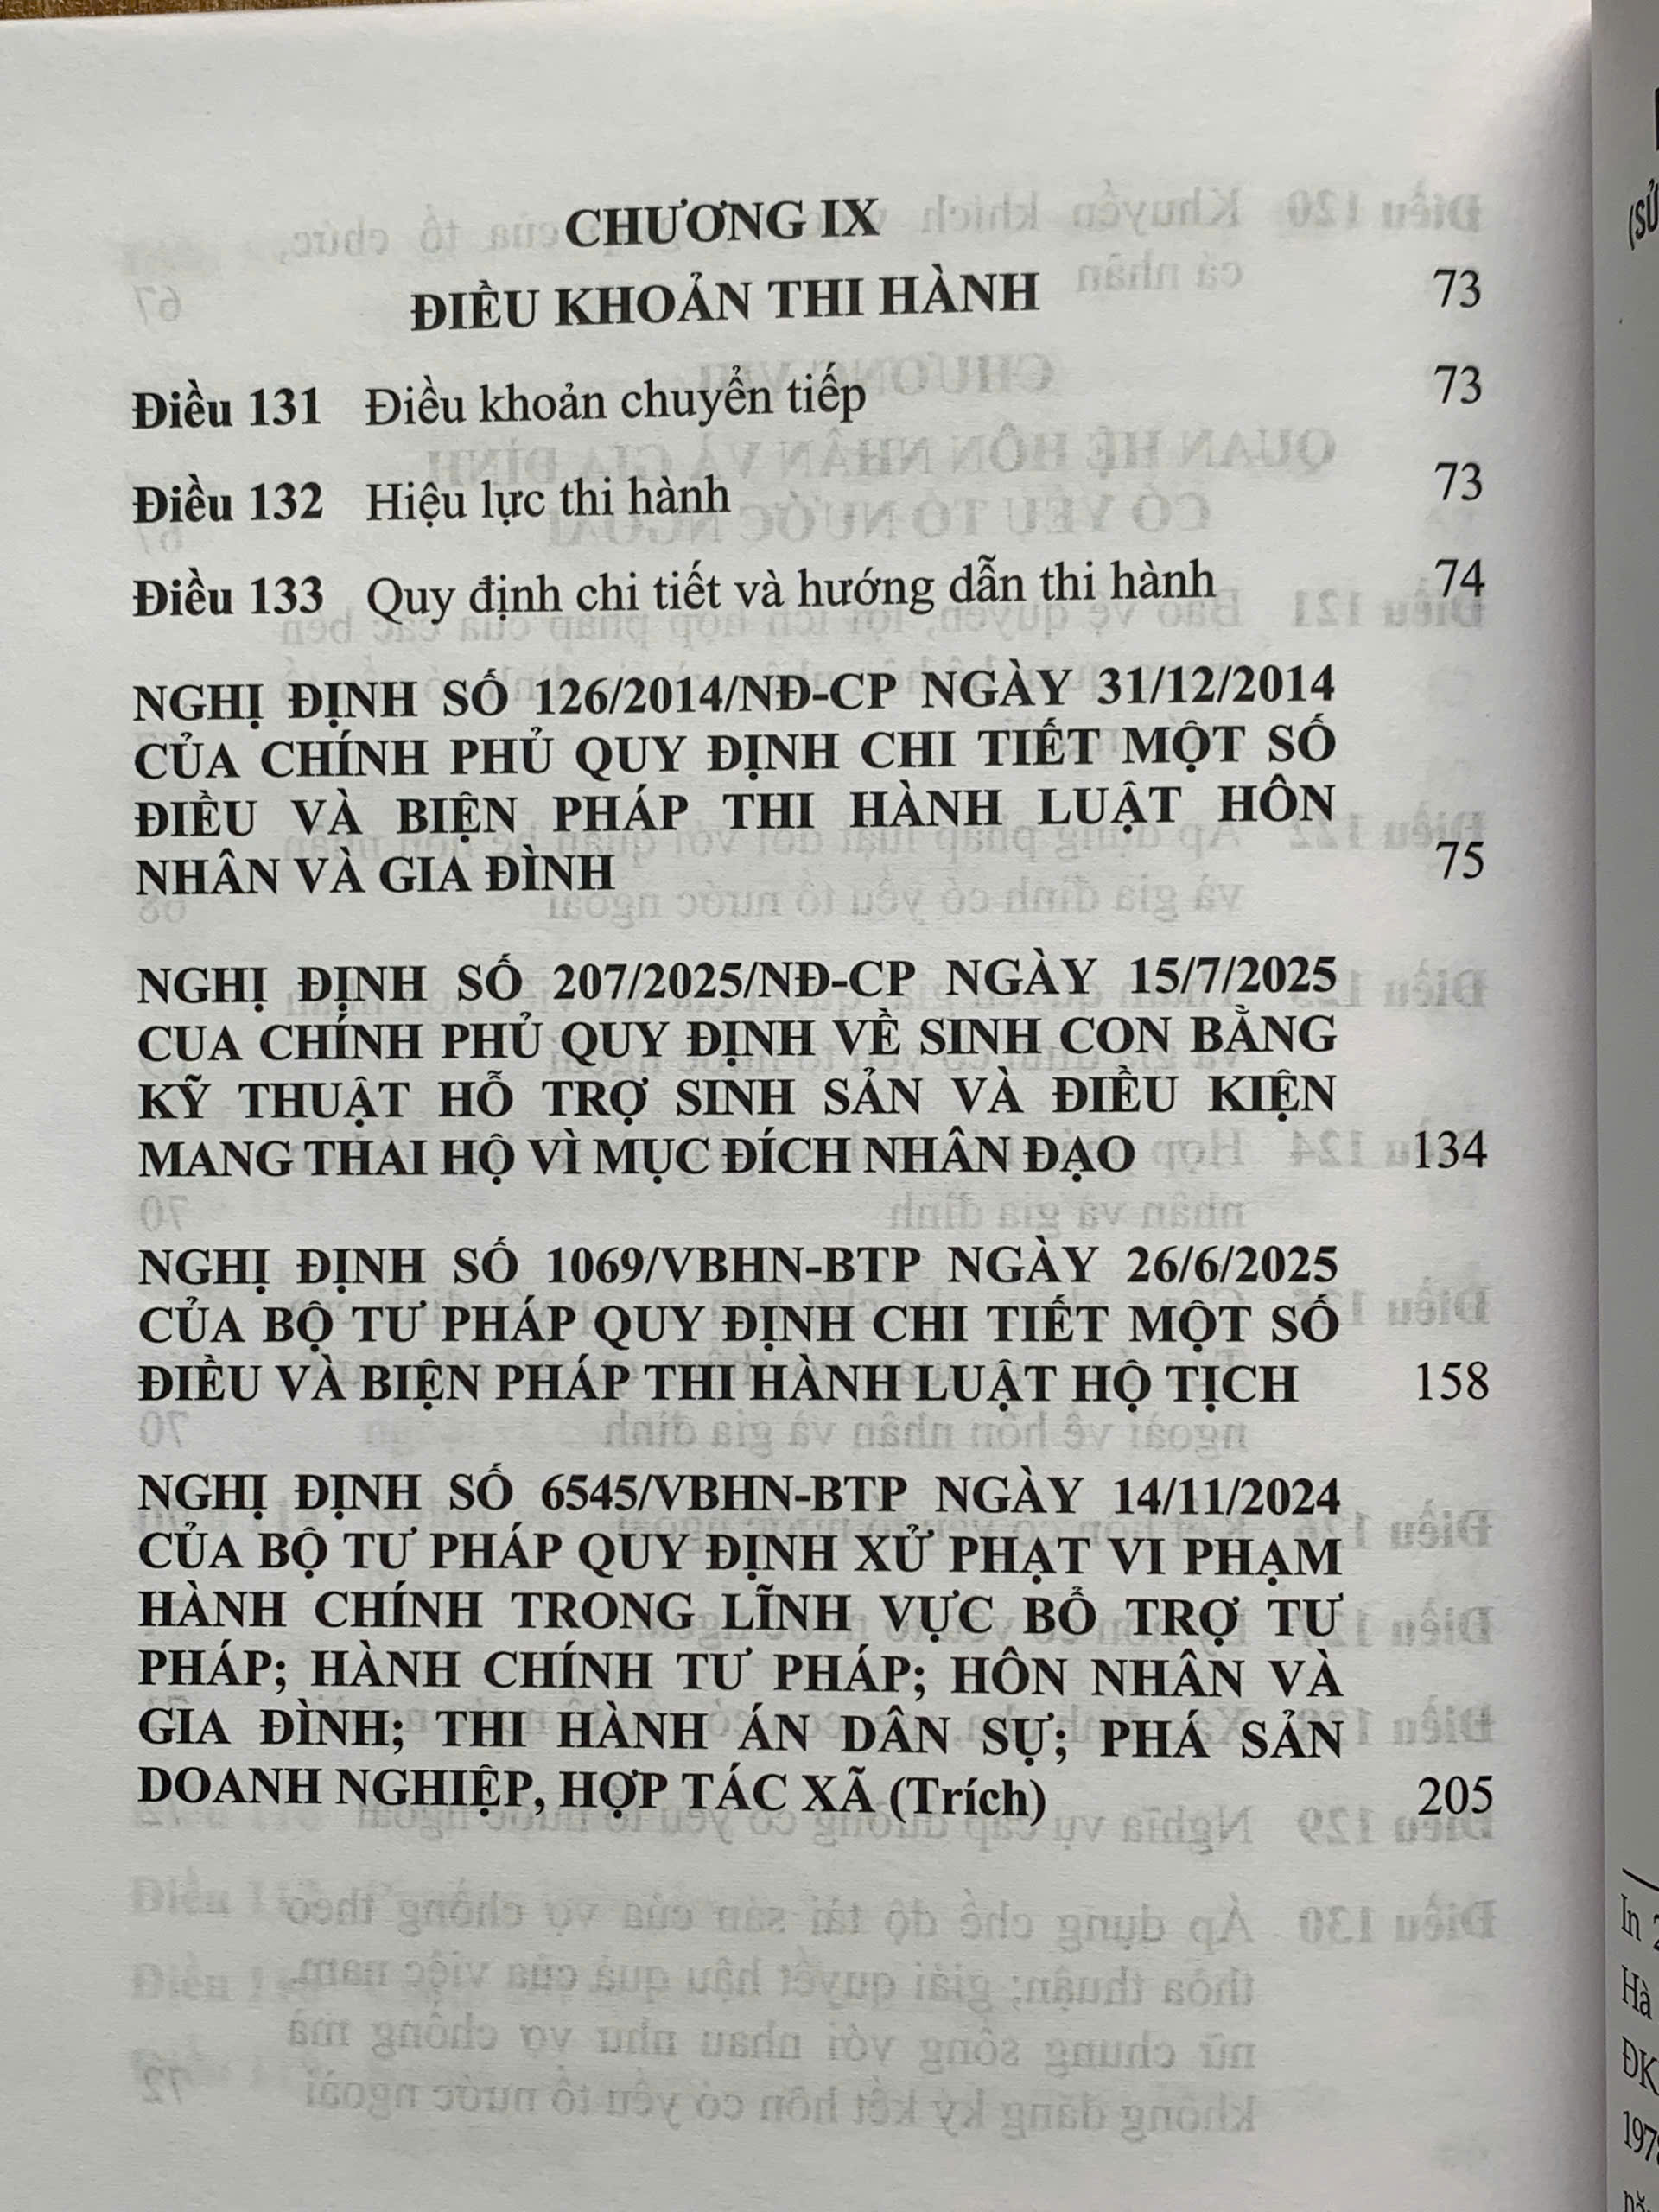 CHƯƠNG IX
ĐIỀU KHOẢN THI HÀNH 73
Điều 131 Điều khoản chuyển tiếp 73
Điều 132 Hiệu lực thi hành 73
Điều 133 Quy định chi tiết và hướng dẫn thi hành 74
NGHỊ ĐỊNH SỐ 126/2014/NĐ-CP NGÀY 31/12/2014
CỦA CHÍNH PHỦ QUY ĐỊNH CHI TIẾT MỘT SỐ
ĐIỀU VÀ BIỆN PHÁP THI HÀNH LUẬT HÔN
NHÂN VÀ GIA ĐÌNH 75
NGHỊ ĐỊNH SỐ 207/2025/NĐ-CP NGÀY 15/7/2025
CUA CHÍNH PHỦ QUY ĐỊNH VỀ SINH CON BẰNG
KỸ THUẬT HỖ TRỢ SINH SẢN VÀ ĐIỀU KIỆN
MANG THAI HỘ VÌ MỤC ĐÍCH NHÂN ĐẠO 134
NGHỊ ĐỊNH SỐ 1069/VBHN-BTP NGÀY 26/6/2025
CỦA BỘ TƯ PHÁP QUY ĐỊNH CHI TIẾT MỘT SỐ
ĐIỀU VÀ BIỆN PHÁP THI HÀNH LUẬT HỘ TỊCH 158
NGHỊ ĐỊNH SỐ 6545/VBHN-BTP NGÀY 14/11/2024
CỦA BỘ TƯ PHÁP QUY ĐỊNH XỬ PHẠT VI PHẠM
HÀNH CHÍNH TRONG LĨNH VỰC BỔ TRỢ TƯ
PHÁP; HÀNH CHÍNH TƯ PHÁP; HÔN NHÂN VÀ
GIA ĐÌNH; THI HÀNH ÁN DÂN SỰ; PHÁ SẢN
DOANH NGHIỆP, HỢP TÁC XÃ (Trích) 205
In
Hà